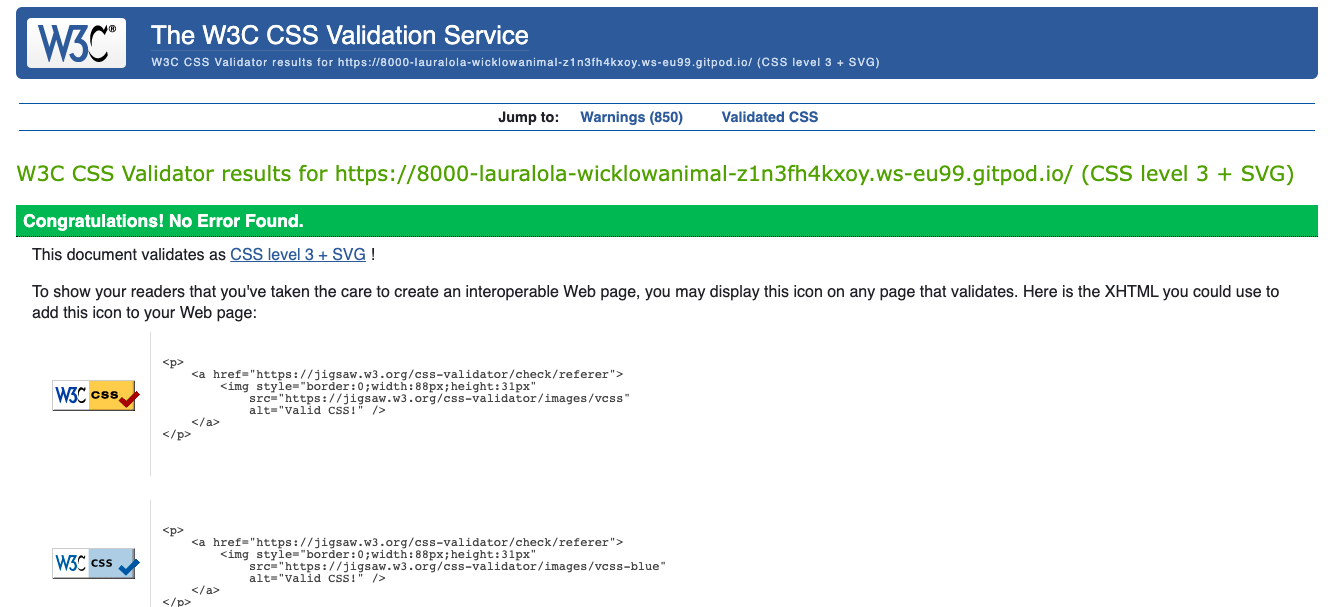 W3C®
The W3C CSS Validation Service
W3C CSS Validator results for https://8000-lauralola-wicklowanimal-z1n3fh4kxoy.ws-eu99.gitpod.io/ (CSS level 3 + SVG)
Jump to: Warnings (850) Validated CSS
W3C CSS Validator results for https://8000-lauralola-wicklowanimal-z1n3fh4kxoy.ws-eu99.gitpod.io/ (CSS level 3 + SVG)
Congratulations! No Error Found.
This document validates as CSS level 3 + SVG !
To show your readers that you've taken the care to create an interoperable Web page, you may display this icon on any page that validates. Here is the XHTML you could use to
add this icon to your Web page:
W3C css
<p>
<a href="https://jigsaw.w3.org/css-validator/check/referer">
<img style="border:0;width:88px;height:31px"
src="https://jigsaw.w3.org/css-validator/images/vcss"
alt="Valid CSS!" />
</a>
</p>
W3C css
<p>
<a href="https://jigsaw.w3.org/css-validator/check/referer">
<img style="border:0;width:88px;height:31px"
src="https://jigsaw.w3.org/css-validator/images/vcss-blue"
alt="Valid CSS!" />
</a>
</p>